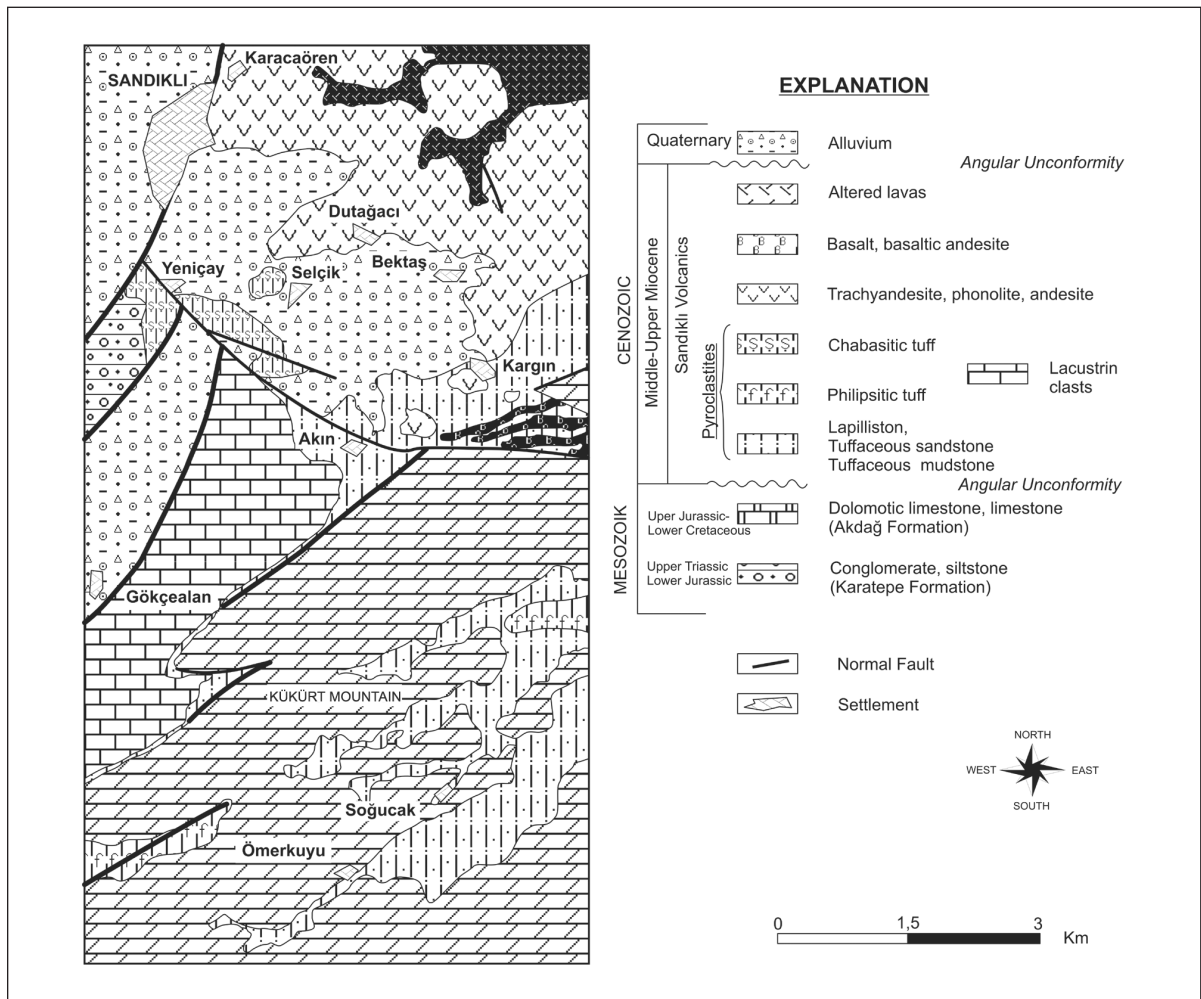 Karacaören
SANDIKLI
Dutağacı
Bektaş
Selçik
Yeniçay
Kargın
Akın
Gökçealan
KÜKÜRT MOUNTAIN
Soğucak
Ömerkuyu
EXPLANATION
CENOZOIC
MESOZOIK
Quaternary
Middle-Upper Miocene
Sandıklı Volcanics
Pyroclastites
Alluvium
Angular Unconformity
Altered lavas
Basalt, basaltic andesite
Trachyandesite, phonolite, andesite
Chabasitic tuff
Philipsitic tuff
Lacustrin
clasts
Lapilliston,
Tuffaceous sandstone
Tuffaceous mudstone
Angular Unconformity
Uper Jurassic-
Lower Cretaceous
Dolomotic limestone, limestone
(Akdağ Formation)
Upper Triassic
Lower Jurassic
Conglomerate, siltstone
(Karatepe Formation)
Normal Fault
Settlement
NORTH
WEST EAST
SOUTH
0 1,5 3
Km